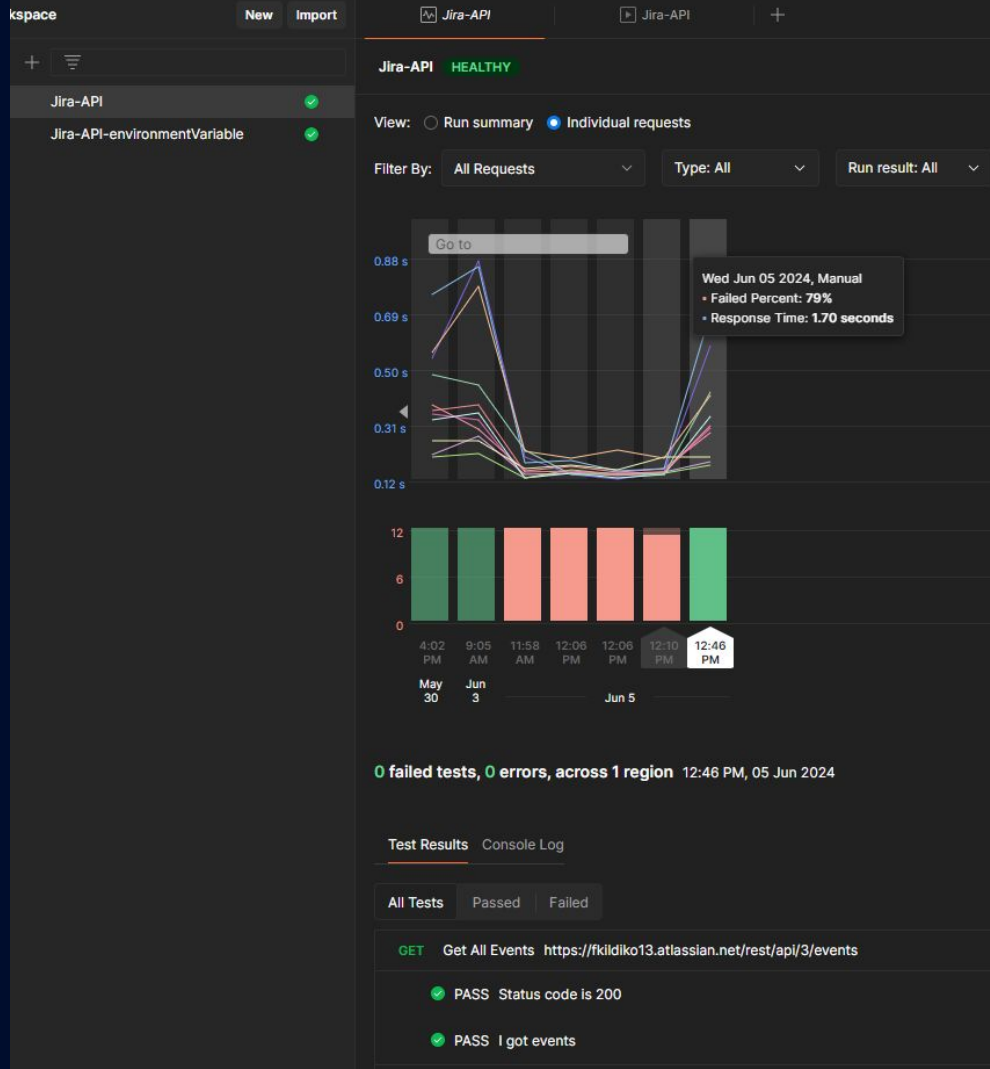 kspace New Import Jira-API Jira-API
Jira-API HEALTHY
Jira-API
Jira-API-environmentVariable
View: Run summary Individual requests
Filter By: All Requests Type: All Run result: All
Go to
0.88 s
0.69 s
0.50 s
0.31 s
0.12 s
Wed Jun 05 2024, Manual
• Failed Percent: 79%
• Response Time: 1.70 seconds
12
6
0
4:02 9:05 11:58 12:06 12:06 12:10 12:46
PM AM AM PM PM PM PM
May Jun
30 3 Jun 5
0 failed tests, 0 errors, across 1 region 12:46 PM, 05 Jun 2024
Test Results Console Log
All Tests Passed Failed
GET Get All Events https://fkildiko13.atlassian.net/rest/api/3/events
PASS Status code is 200
PASS I got events